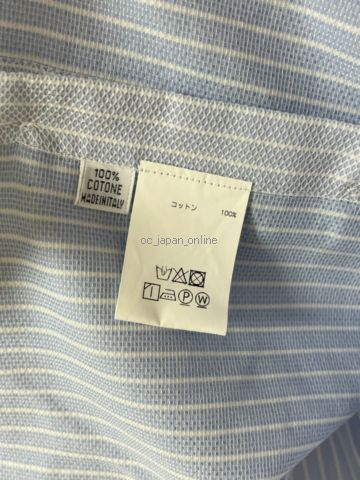 100%
COTONE
MADE IN ITALY
コットン 100%
oc_japan_online
P W